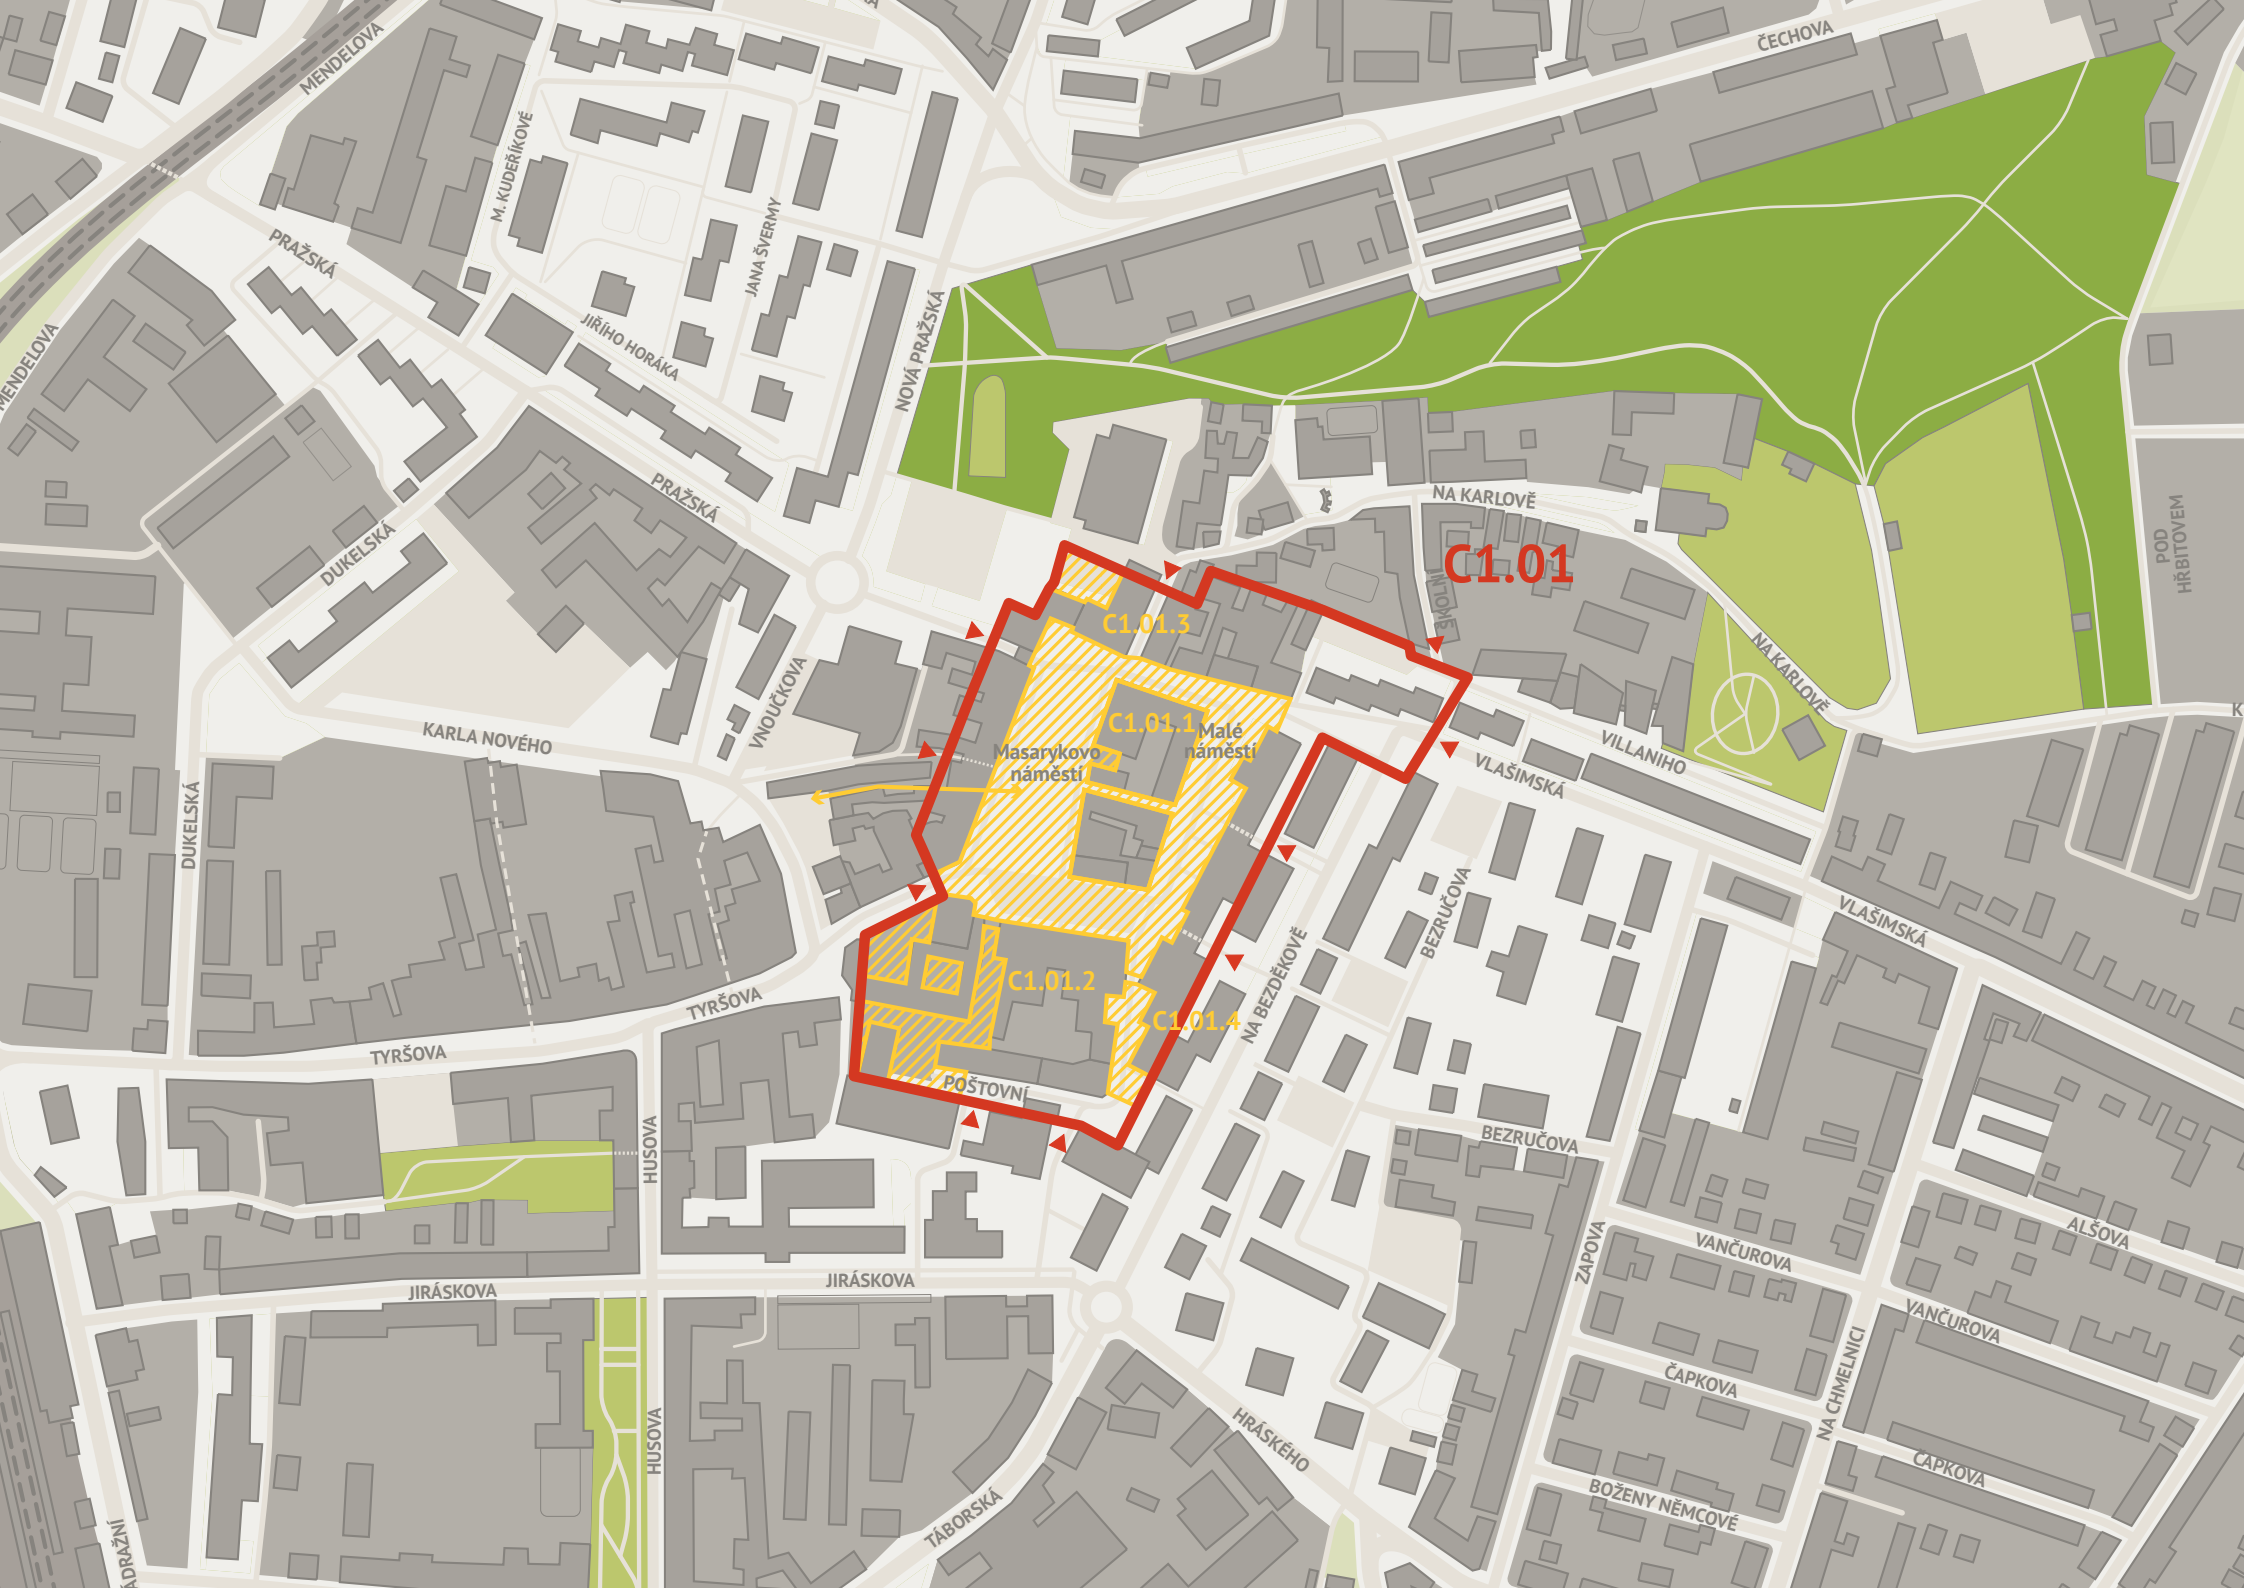 MENDELOVA
ČECHOVA
M. KUDEŘÍKOVÉ
PRAŽSKÁ
JANA ŠVERMY
JIŘÍHO HORÁKA
NOVÁ PRAŽSKÁ
MENDELOVA
PRAŽSKÁ
NA KARLOVĚ
DUKELSKÁ
POD
HŘBITOVEM
C1.01
ŠKOLNÍ
C1.01.3
NA KARLOVĚ
VNOUČKOVA
KARLA NOVÉHO
C1.01.1
Malé
náměstí
Masarykovo
náměstí
VILLANIHO
VLAŠIMSKÁ
DUKELSKÁ
BEZRUČOVA
VLAŠIMSKÁ
NA BEZDĚKOVĚ
C1.01.2
C1.01.4
TYRŠOVA
TYRŠOVA
POŠTOVNÍ
HUSOVA
BEZRUČOVA
ZAPOVA
VANČUROVA
ALŠOVA
JIRÁSKOVA
JIRÁSKOVA
VANČUROVA
NA CHMELNICI
ČAPKOVA
HUSOVA
HRÁSKÉHO
ČAPKOVA
BOŽENY NĚMCOVÉ
TÁBORSKÁ
ÁDRAŽNÍ